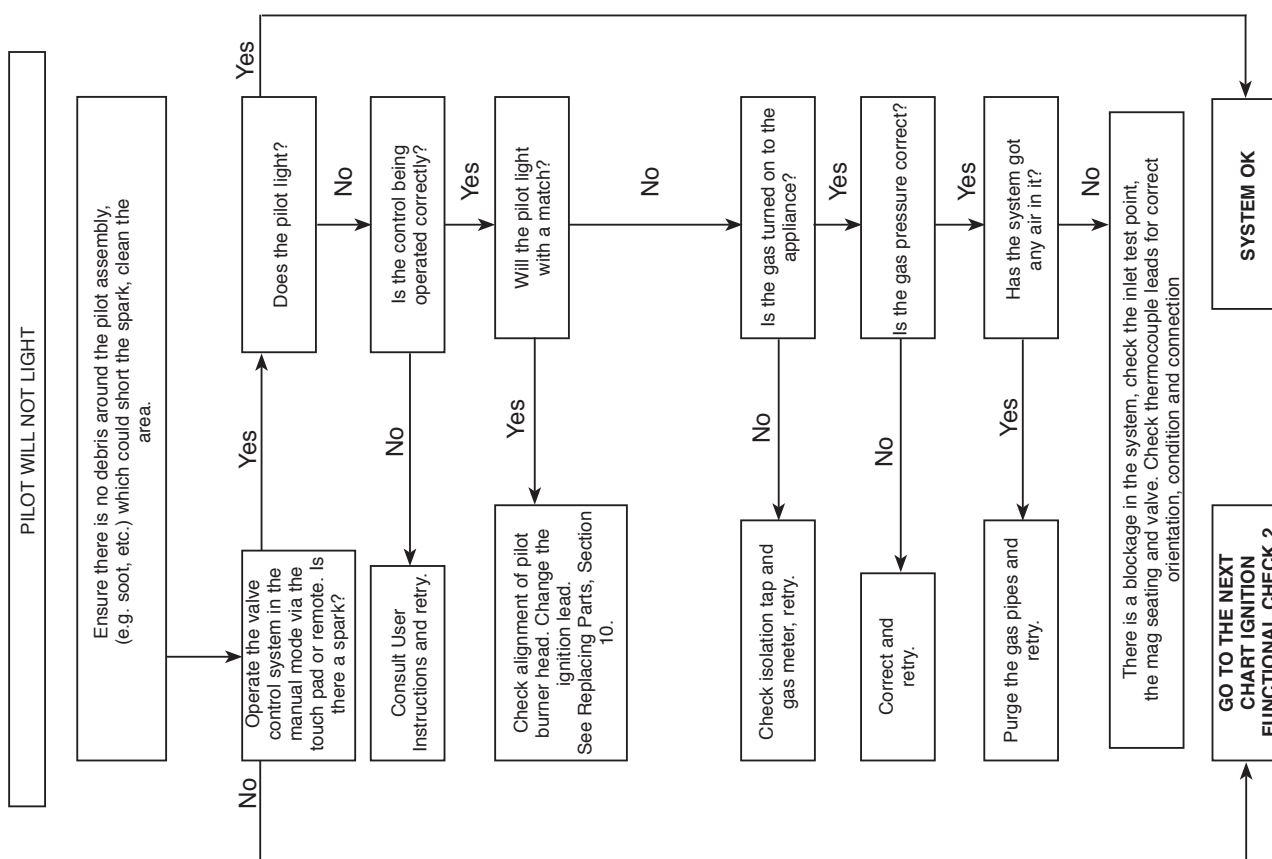 PILOT WILL NOT LIGHT
Ensure there is no debris around the pilot assembly,
(e.g. soot, etc.) which could short the spark, clean the
area.
Operate the valve
control system in the
manual mode via the
touch pad or remote. Is
there a spark?
No
Yes
Does the pilot light?
Yes
No
Is the control being
operated correctly?
No
Consult User
Instructions and retry.
Yes
Will the pilot light
with a match?
Yes
Check alignment of pilot
burner head. Change the
ignition lead.
See Replacing Parts, Section
10.
No
Is the gas turned on to the
appliance?
No
Check isolation tap and
gas meter, retry.
Yes
Is the gas pressure correct?
No
Correct and
retry.
Yes
Has the system got
any air in it?
Yes
Purge the gas pipes and
retry.
No
There is a blockage in the system, check the inlet test point,
the mag seating and valve. Check thermocouple leads for correct
orientation, condition and connection
GO TO THE NEXT
CHART IGNITION
FUNCTIONAL CHECK 2
SYSTEM OK